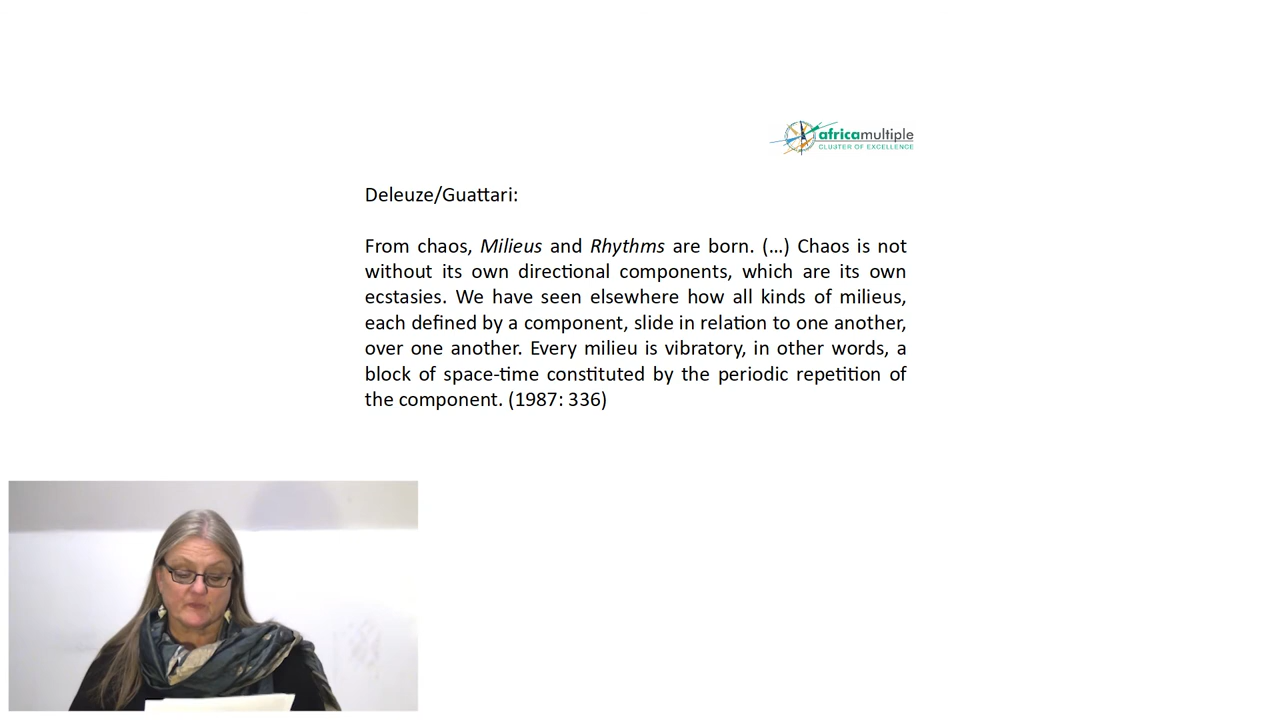 africamultiple
CLUSTER OF EXCELLENCE
Deleuze/Guattari:
From chaos, Milieus and Rhythms are born. (…) Chaos is not
without its own directional components, which are its own
ecstasies. We have seen elsewhere how all kinds of milieus,
each defined by a component, slide in relation to one another,
over one another. Every milieu is vibratory, in other words, a
block of space-time constituted by the periodic repetition of
the component. (1987: 336)